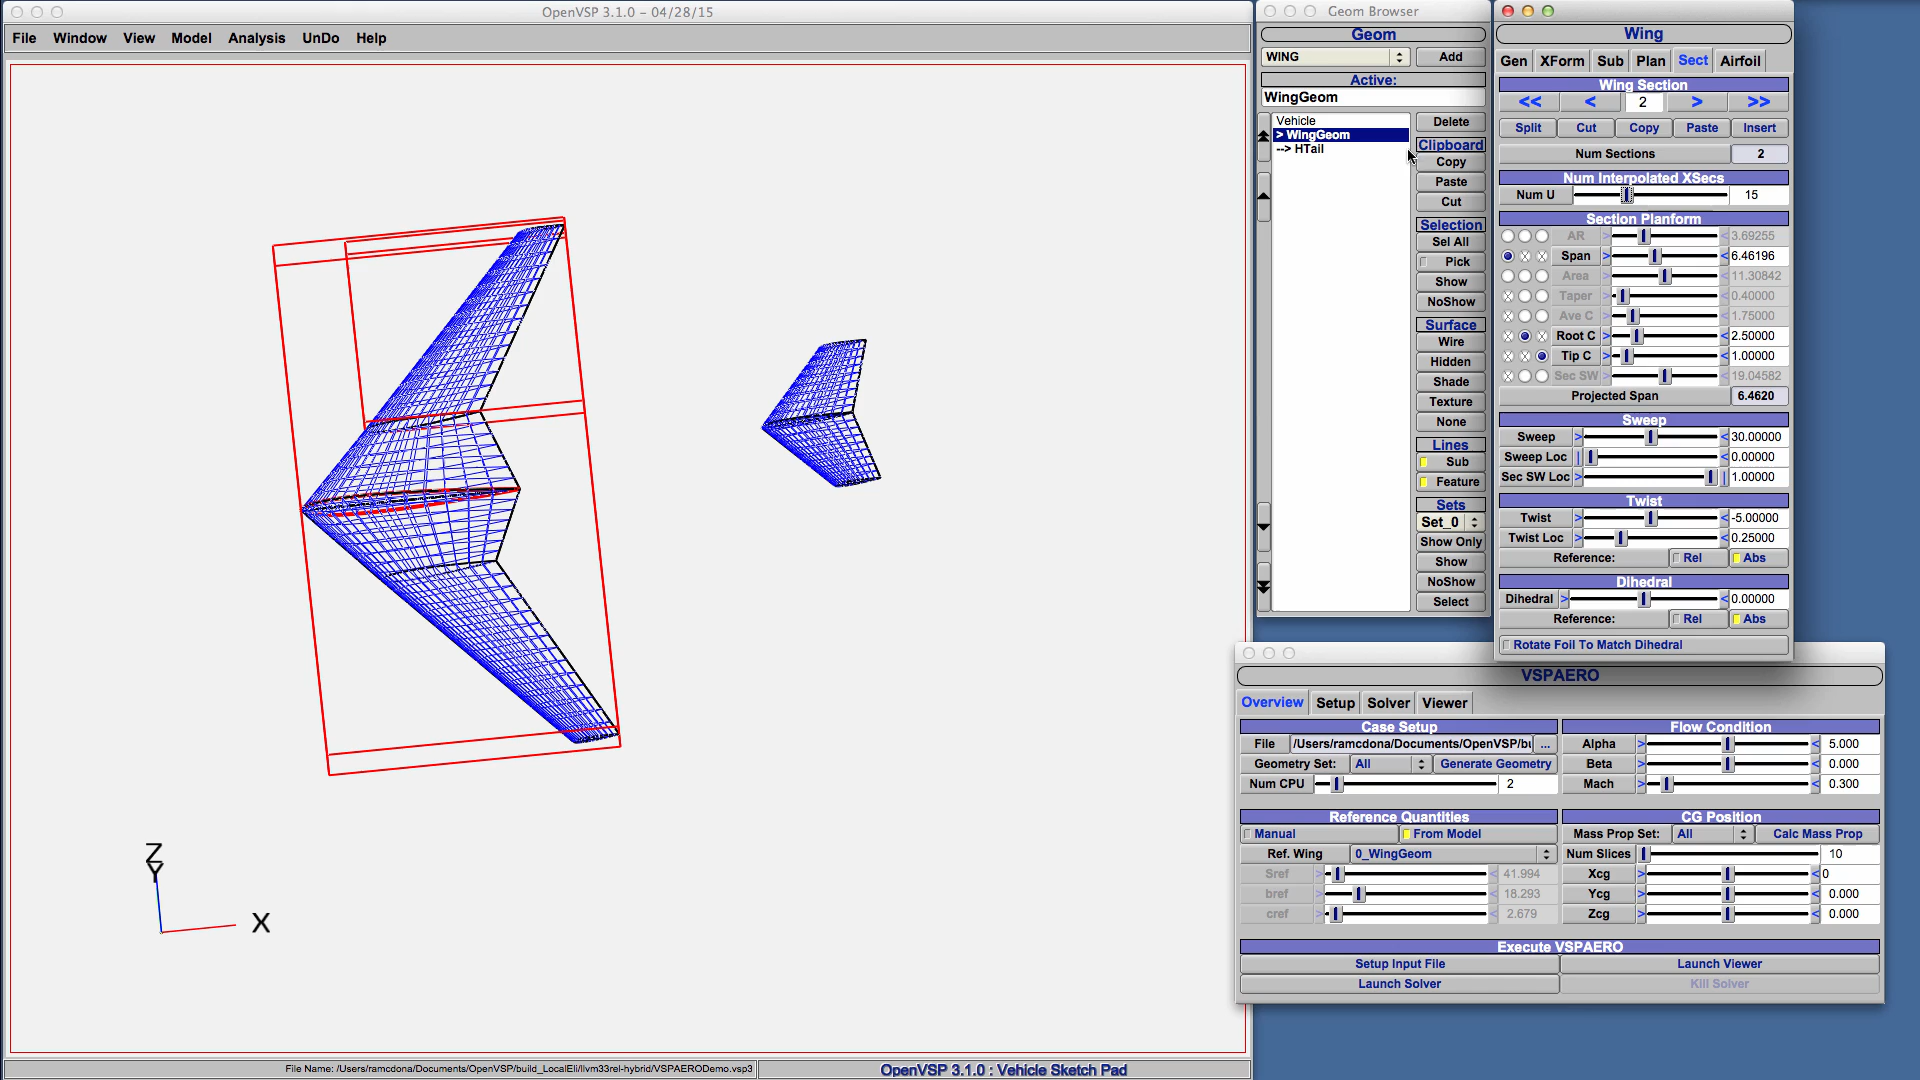 OpenVSP 3.1.0 - 04/28/15
File Window View Model Analysis UnDo Help
Z
Y
X
File Name: /Users/ramcdona/Documents/OpenVSP/build_LocalEli/llvm33rel-hybrid/VSPAERODemo.vsp3
OpenVSP 3.1.0 : Vehicle Sketch Pad
Geom Browser
Geom
WING Add
Active:
WingGeom
Vehicle
> WingGeom
--> HTail
Delete
Clipboard
Copy
Paste
Cut
Selection
Sel All
Pick
Show
NoShow
Surface
Wire
Hidden
Shade
Texture
None
Lines
Sub
Feature
Sets
Set_0
Show Only
Show
NoShow
Select
Wing
Gen XForm Sub Plan Sect Airfoil
Wing Section
<< < 2 > >>
Split Cut Copy Paste Insert
Num Sections 2
Num Interpolated XSecs
Num U 15
Section Planform
AR > < 3.69255
Span > < 6.46196
Area > < 11.30842
Taper > < 0.40000
Ave C > < 1.75000
Root C > < 2.50000
Tip C > < 1.00000
Sec SW > < 19.04582
Projected Span 6.4620
Sweep
Sweep > < 30.00000
Sweep Loc | < 0.00000
Sec SW Loc > | 1.00000
Twist
Twist > < -5.00000
Twist Loc > < 0.25000
Reference: Rel Abs
Dihedral
Dihedral > < 0.00000
Reference: Rel Abs
Rotate Foil To Match Dihedral
VSPAERO
Overview Setup Solver Viewer
Case Setup
File /Users/ramcdona/Documents/OpenVSP/bu ...
Geometry Set: All Generate Geometry
Num CPU 2
Reference Quantities
Manual From Model
Ref. Wing 0_WingGeom
Sref > < 41.994
bref > < 18.293
cref > < 2.679
Flow Condition
Alpha > < 5.000
Beta > < 0.000
Mach > < 0.300
CG Position
Mass Prop Set: All Calc Mass Prop
Num Slices 10
Xcg > < 0
Ycg > < 0.000
Zcg > < 0.000
Execute VSPAERO
Setup Input File Launch Viewer
Launch Solver Kill Solver